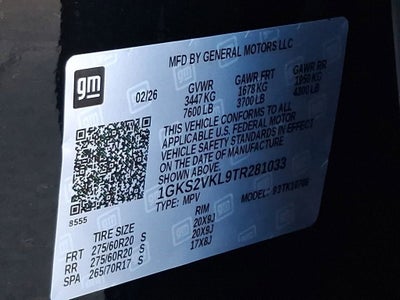 gm
MFD BY GENERAL MOTORS LLC
02/26 GVWR GAWR FRT GAWR RR
3447 KG 1678 KG 1950 KG
7600 LB 3700 LB 4300 LB
THIS VEHICLE CONFORMS TO ALL
APPLICABLE U.S. FEDERAL MOTOR
VEHICLE SAFETY STANDARDS IN EFFECT
ON THE DATE OF MANUFACTURE SHOWN ABOVE
1GKS2VKL9TR281033
TYPE: MPV MODEL:
8555
TIRE SIZE RIM
FRT 275/60R20 S 20X9J
RR 275/60R20 S 20X9J
SPA 265/70R17 S 17X8J